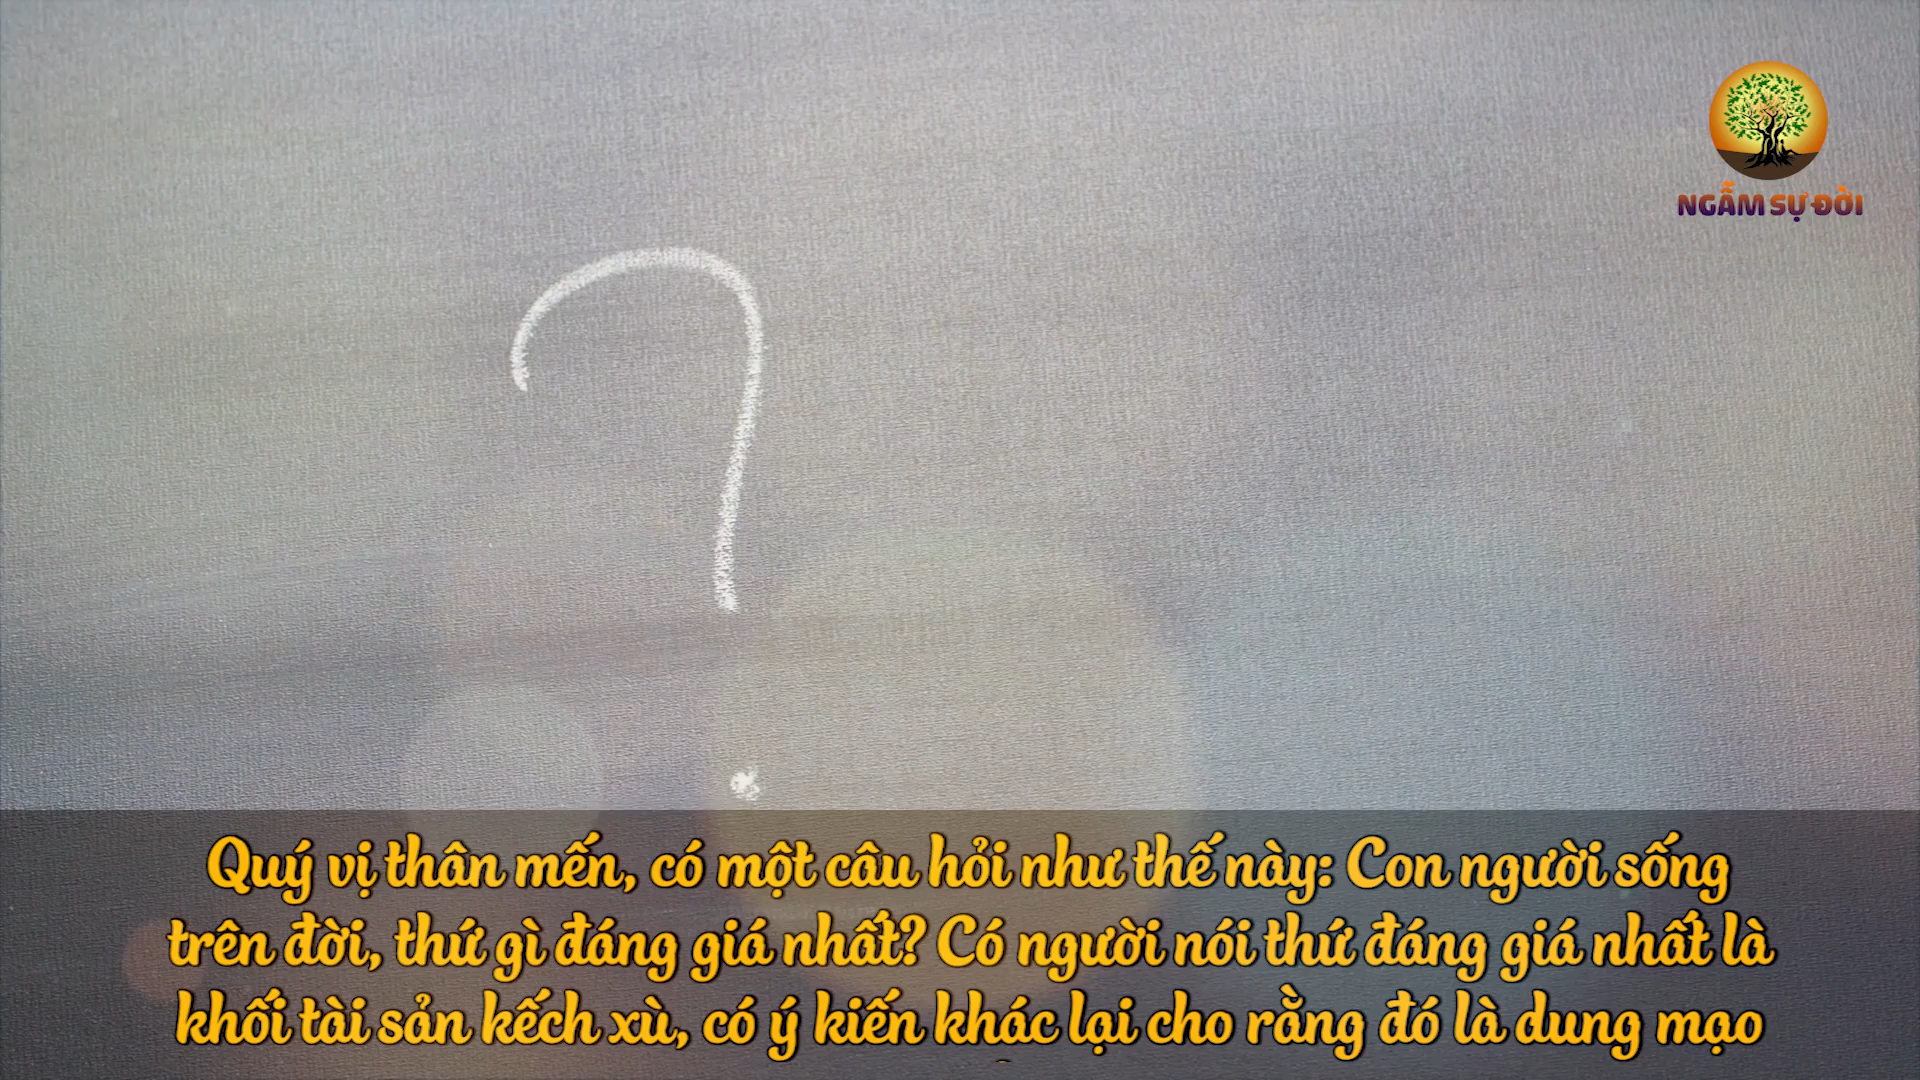 NGẪM SỰ ĐỜI
?
Quý vị thân mến, có một câu hỏi như thế này: Con người sống
trên đời, thứ gì đáng giá nhất? Có người nói thứ đáng giá nhất là
khối tài sản kếch xù, có ý kiến khác lại cho rằng đó là dung mạo